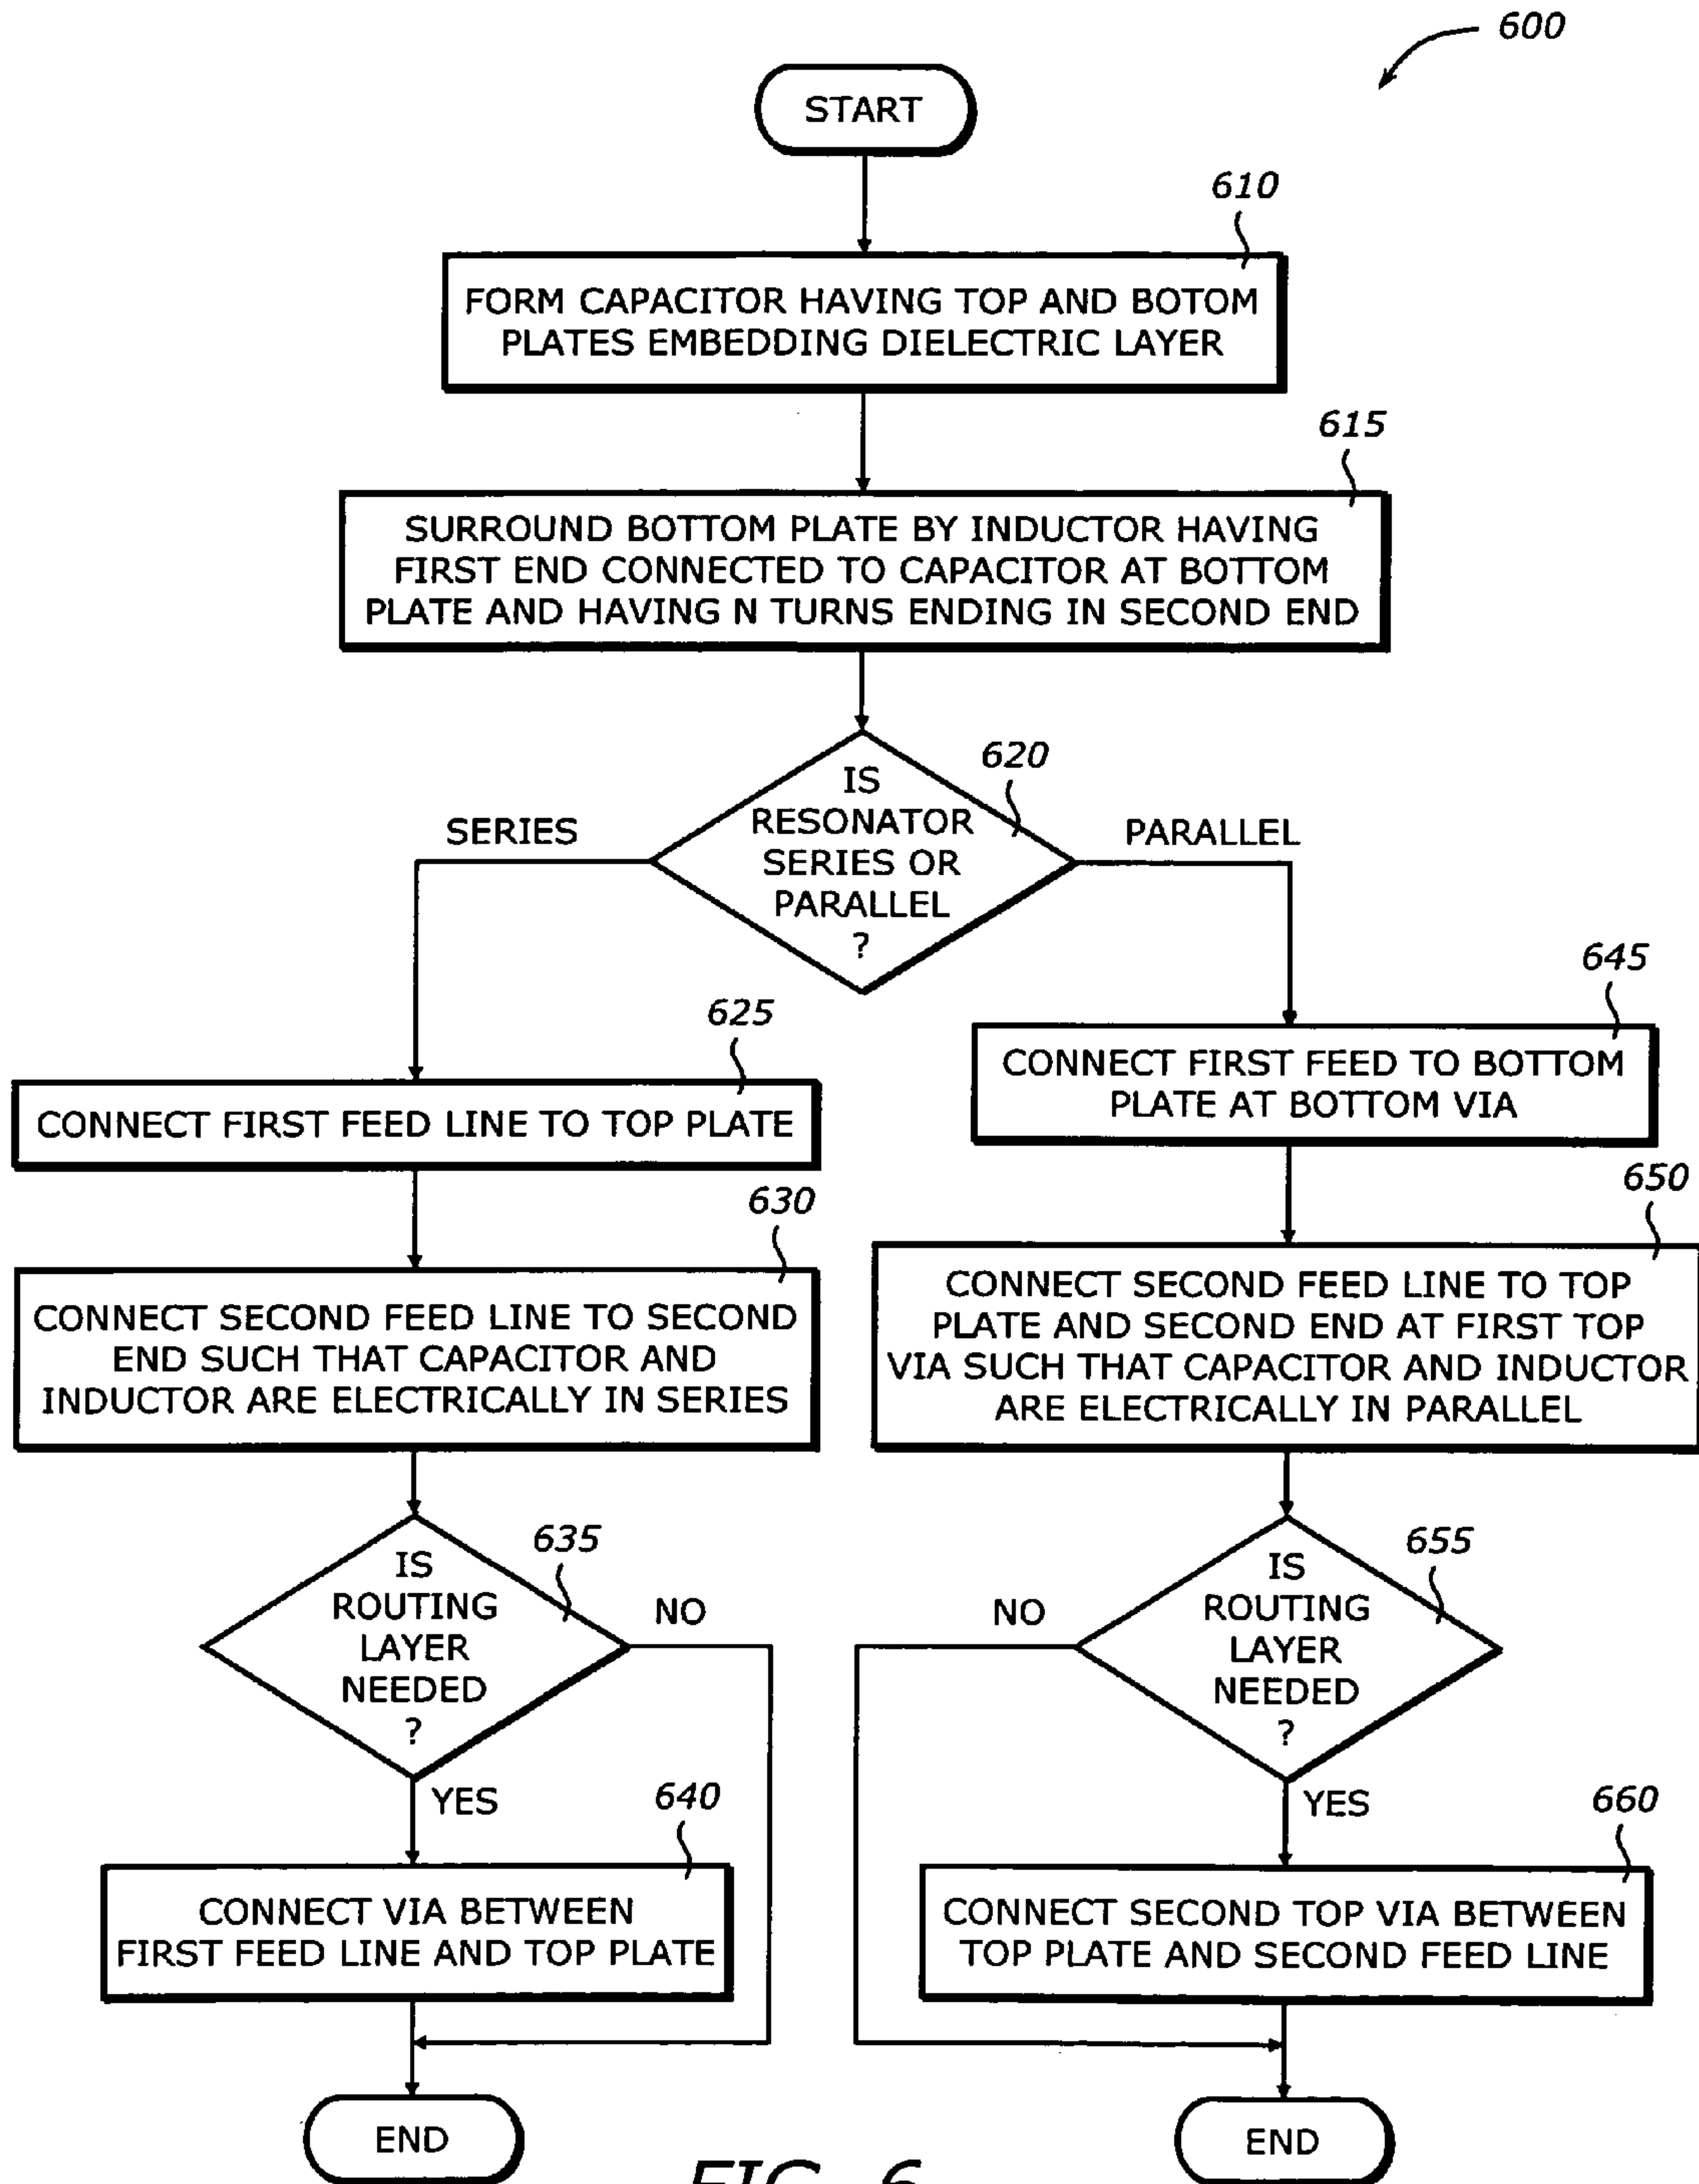 600
START
610
FORM CAPACITOR HAVING TOP AND BOTOM
PLATES EMBEDDING DIELECTRIC LAYER
615
SURROUND BOTTOM PLATE BY INDUCTOR HAVING
FIRST END CONNECTED TO CAPACITOR AT BOTTOM
PLATE AND HAVING N TURNS ENDING IN SECOND END
620
IS
RESONATOR
SERIES OR
PARALLEL
?
SERIES
PARALLEL
625
CONNECT FIRST FEED LINE TO TOP PLATE
630
CONNECT SECOND FEED LINE TO SECOND
END SUCH THAT CAPACITOR AND
INDUCTOR ARE ELECTRICALLY IN SERIES
635
IS
ROUTING
LAYER
NEEDED
?
NO
YES
640
CONNECT VIA BETWEEN
FIRST FEED LINE AND TOP PLATE
END
645
CONNECT FIRST FEED TO BOTTOM
PLATE AT BOTTOM VIA
650
CONNECT SECOND FEED LINE TO TOP
PLATE AND SECOND END AT FIRST TOP
VIA SUCH THAT CAPACITOR AND INDUCTOR
ARE ELECTRICALLY IN PARALLEL
655
IS
ROUTING
LAYER
NEEDED
?
NO
YES
660
CONNECT SECOND TOP VIA BETWEEN
TOP PLATE AND SECOND FEED LINE
END
FIG. 6